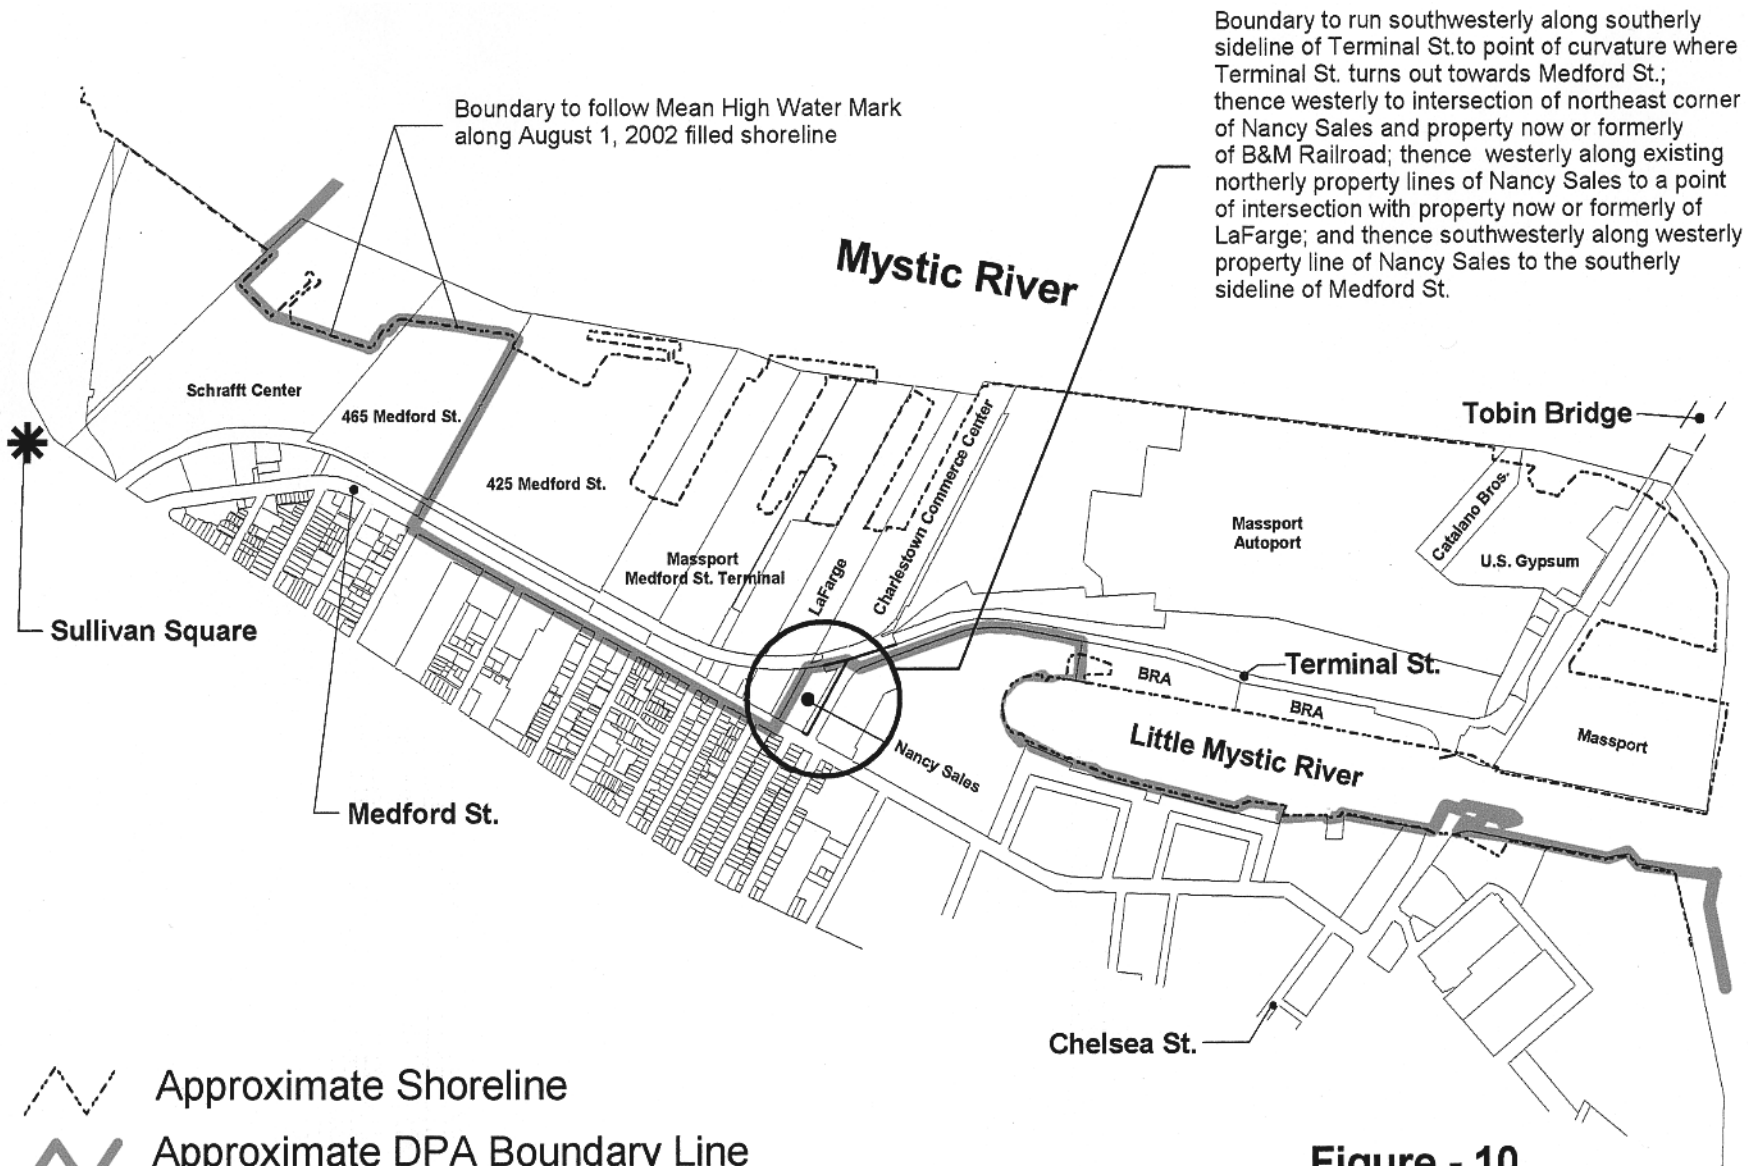 Boundary to run southwesterly along southerly
sideline of Terminal St.to point of curvature where
Terminal St. turns out towards Medford St.;
thence westerly to intersection of northeast corner
of Nancy Sales and property now or formerly
of B&M Railroad; thence westerly along existing
northerly property lines of Nancy Sales to a point
of intersection with property now or formerly of
LaFarge; and thence southwesterly along westerly
property line of Nancy Sales to the southerly
sideline of Medford St.
Boundary to follow Mean High Water Mark
along August 1, 2002 filled shoreline
Mystic River
Schrafft Center
465 Medford St.
425 Medford St.
Massport
Medford St. Terminal
LaFarge
Charlestown Commerce Center
Massport
Autoport
Catalano Bros.
U.S. Gypsum
Tobin Bridge
Sullivan Square
Terminal St.
BRA
BRA
Little Mystic River
Massport
Nancy Sales
Medford St.
Chelsea St.
Approximate Shoreline
Approximate DPA Boundary Line
Figure - 10